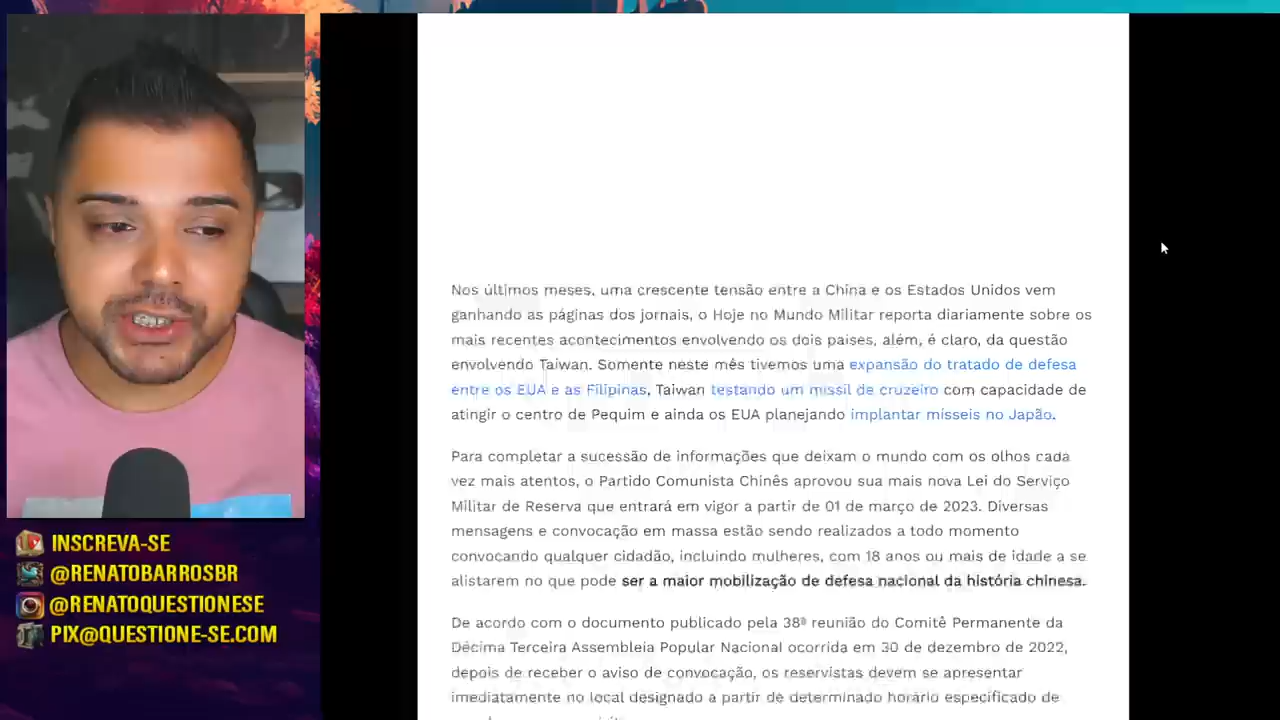 INSCREVA-SE
@RENATOBARROSBR
@RENATOQUESTIONESE
PIX@QUESTIONE-SE.COM
Nos últimos meses, uma crescente tensão entre a China e os Estados Unidos vem
ganhando as páginas dos jornais, o Hoje no Mundo Militar reporta diariamente sobre os
mais recentes acontecimentos envolvendo os dois países, além, é claro, da questão
envolvendo Taiwan. Somente neste mês tivemos uma expansão do tratado de defesa
entre os EUA e as Filipinas, Taiwan testando um míssil de cruzeiro com capacidade de
atingir o centro de Pequim e ainda os EUA planejando implantar mísseis no Japão.
Para completar a sucessão de informações que deixam o mundo com os olhos cada
vez mais atentos, o Partido Comunista Chinês aprovou sua mais nova Lei do Serviço
Militar de Reserva que entrará em vigor a partir de 01 de março de 2023. Diversas
mensagens e convocação em massa estão sendo realizados a todo momento
convocando qualquer cidadão, incluindo mulheres, com 18 anos ou mais de idade a se
alistarem no que pode ser a maior mobilização de defesa nacional da história chinesa.
De acordo com o documento publicado pela 38ª reunião do Comitê Permanente da
Décima Terceira Assembleia Popular Nacional ocorrida em 30 de dezembro de 2022,
depois de receber o aviso de convocação, os reservistas devem se apresentar
imediatamente no local designado a partir de determinado horário especificado de